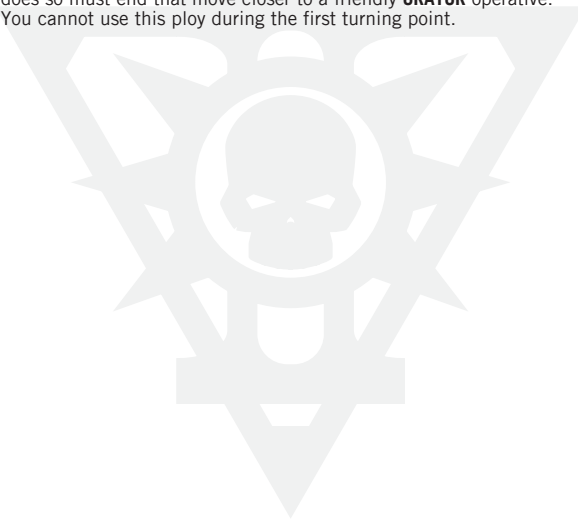 does so must end that move closer to a friendly CRATOR operative.
You cannot use this ploy during the first turning point.